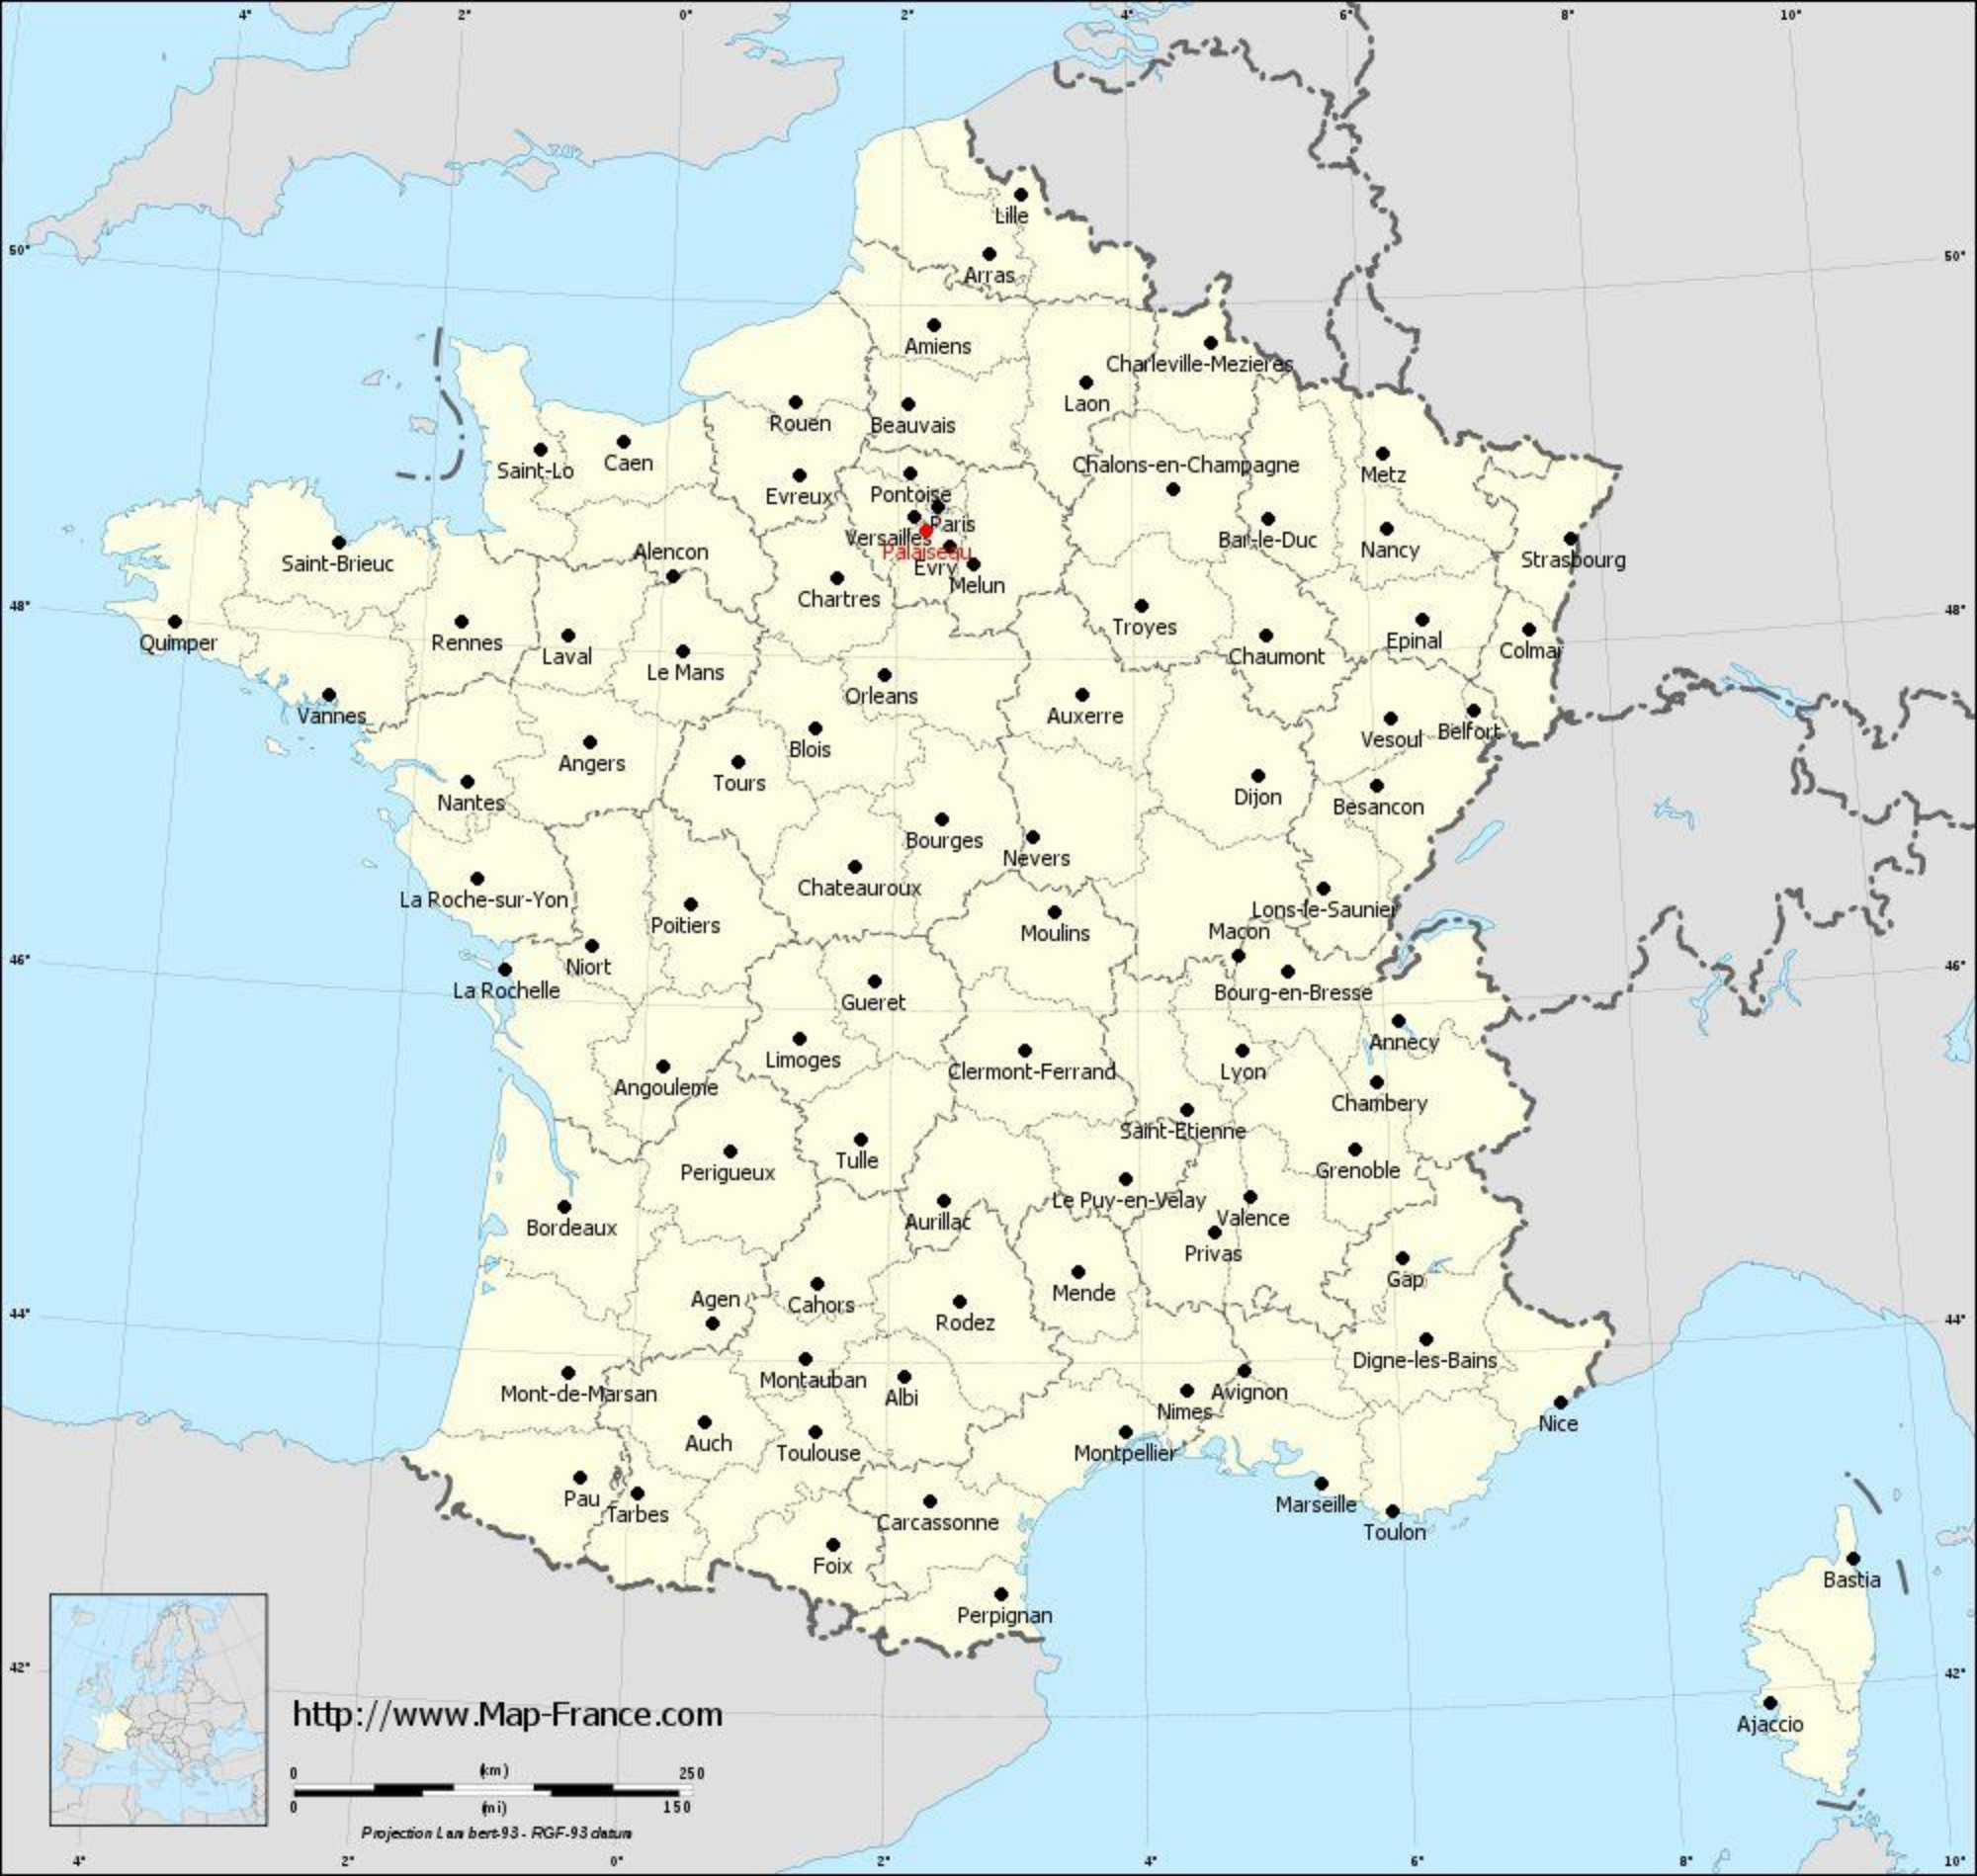 4° 2° 0° 2° 4° 6° 8° 10°
Lille
50° 50°
Arras
Amiens
Charleville-Mezieres
Laon
Rouen
Beauvais
Caen
Saint-Lo
Chalons-en-Champagne
Metz
Pontoise
Evreux
Paris
Versailles
Bar-le-Duc
Nancy
Palaiseau
Alencon
Strasbourg
Saint-Brieuc
Evry
Melun
Chartres
48° 48°
Troyes
Quimper
Rennes
Epinal
Colmar
Laval
Chaumont
Le Mans
Orleans
Vannes
Auxerre
Belfort
Vesoul
Blois
Angers
Tours
Dijon
Nantes
Besancon
Bourges
Nevers
Chateauroux
La Roche-sur-Yon
Lons-le-Saunier
Poitiers
Macon
Moulins
46° 46°
Niort
La Rochelle
Bourg-en-Bresse
Gueret
Annecy
Limoges
Clermont-Ferrand
Lyon
Angouleme
Chambery
Saint-Etienne
Tulle
Grenoble
Perigueux
Le Puy-en-Velay
Valence
Aurillac
Bordeaux
Privas
Gap
Mende
Agen
Cahors
44° 44°
Rodez
Digne-les-Bains
Montauban
Avignon
Mont-de-Marsan
Albi
Nimes
Nice
Auch
Toulouse
Montpellier
Pau
Marseille
Tarbes
Carcassonne
Toulon
Foix
Bastia
Perpignan
42° 42°
http://www.Map-France.com
Ajaccio
(km)
0 250
0 150
(mi)
Projection Lambert-93 - RGF-93 datum
4° 2° 0° 2° 4° 6° 8° 10°